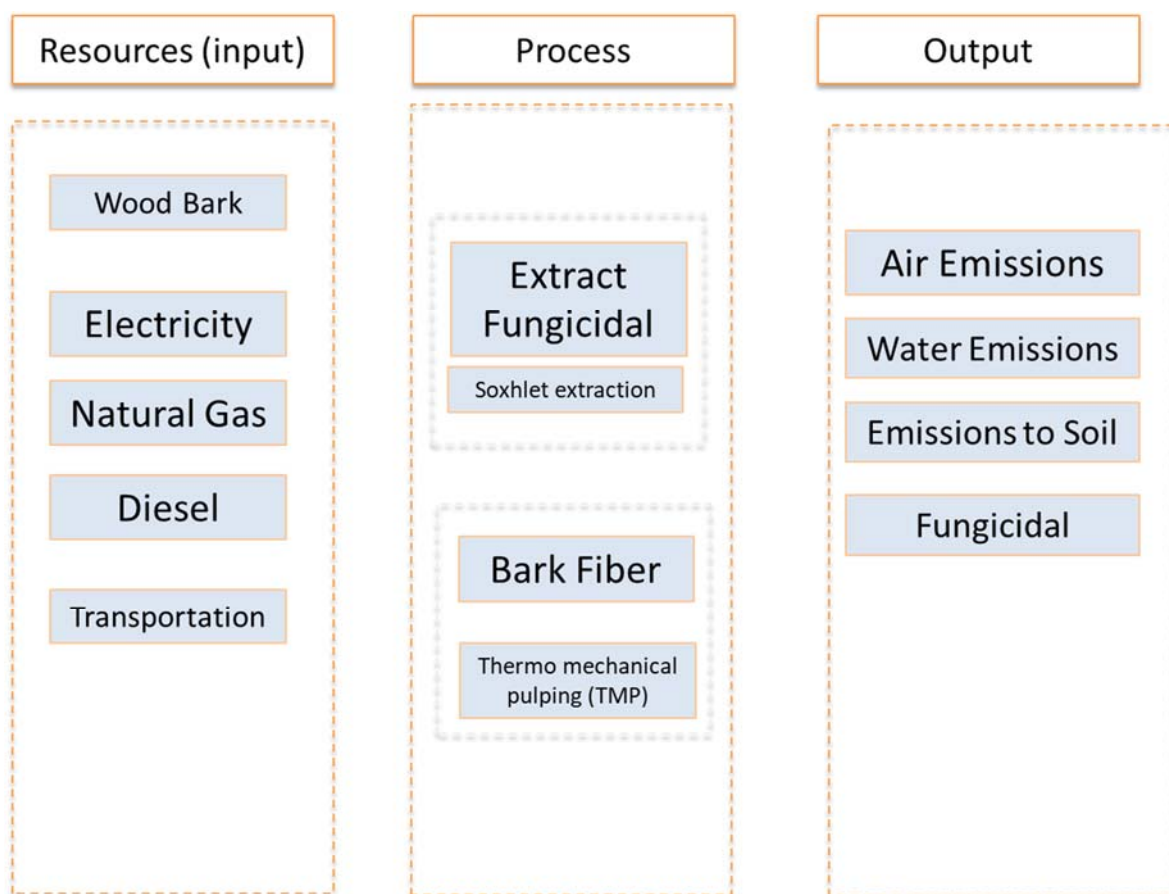 Resources (input)
Process
Output
Wood Bark
Electricity
Natural Gas
Diesel
Transportation
Extract
Fungicidal
Soxhlet extraction
Bark Fiber
Thermo mechanical
pulping (TMP)
Air Emissions
Water Emissions
Emissions to Soil
Fungicidal